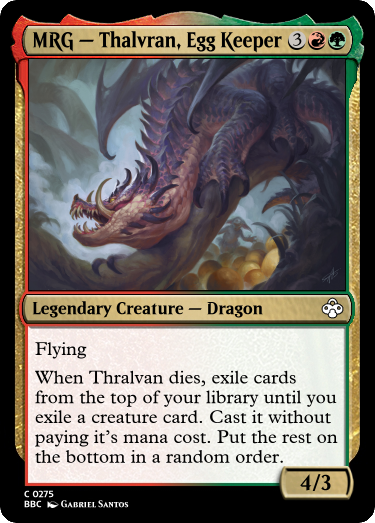 MRG — Thalvran, Egg Keeper 3
Legendary Creature — Dragon
Flying
When Thralvan dies, exile cards
from the top of your library until you
exile a creature card. Cast it without
paying it's mana cost. Put the rest on
the bottom in a random order.
4/3
C 0275
BBC Gabriel Santos